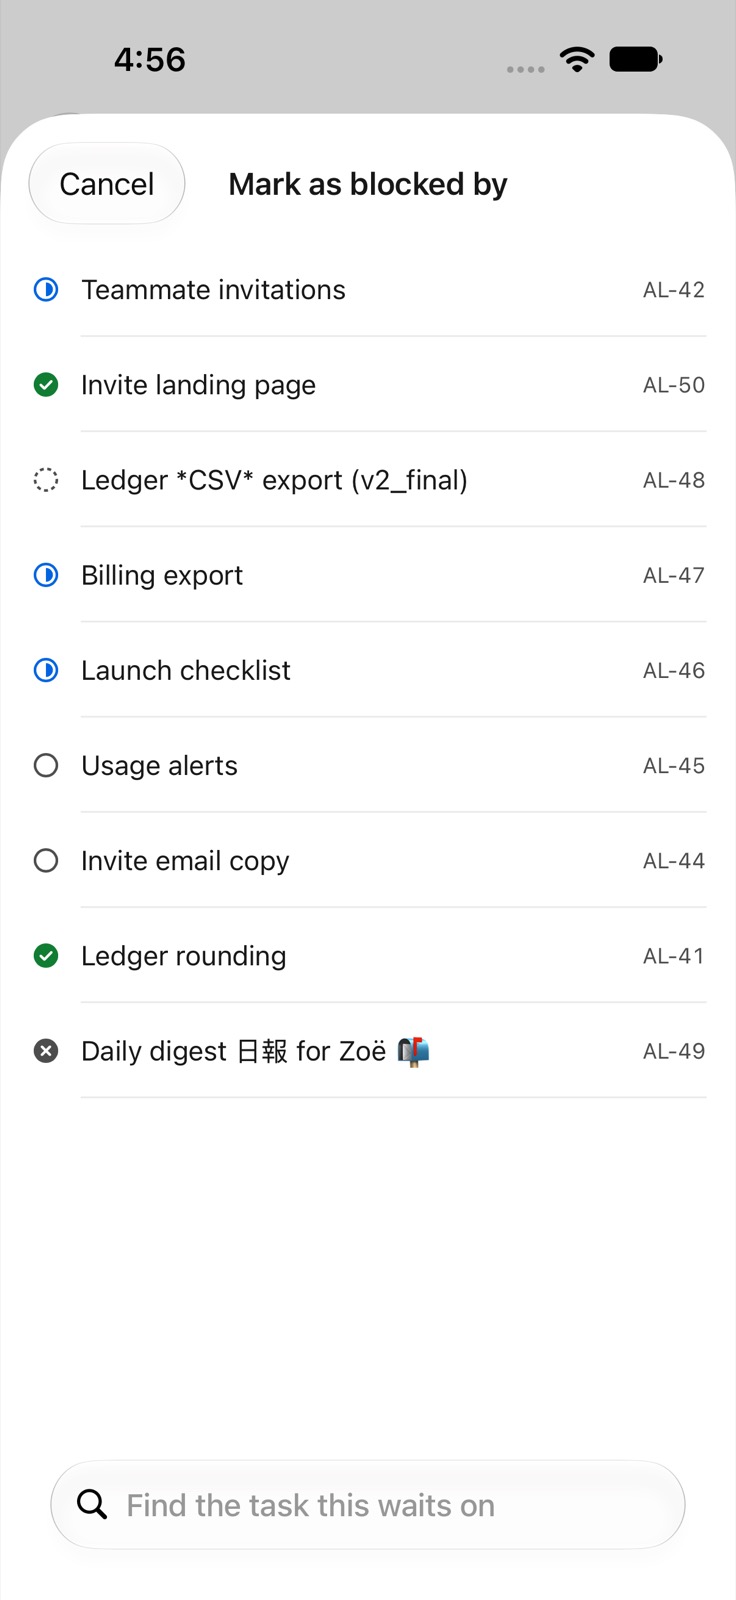 4:56
Cancel
Mark as blocked by
Teammate invitations AL-42
Invite landing page AL-50
Ledger *CSV* export (v2_final) AL-48
Billing export AL-47
Launch checklist AL-46
Usage alerts AL-45
Invite email copy AL-44
Ledger rounding AL-41
Daily digest 日報 for Zoë 📬 AL-49
Find the task this waits on